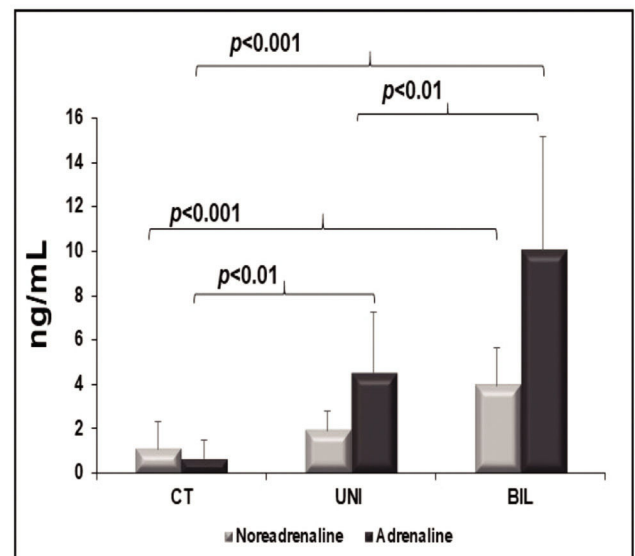 p<0.001
p<0.01
16
14
12
p<0.001
10
p<0.01
8
6
4
2
0
ng/mL
CT UNI BIL
Noreadrenaline Adrenaline